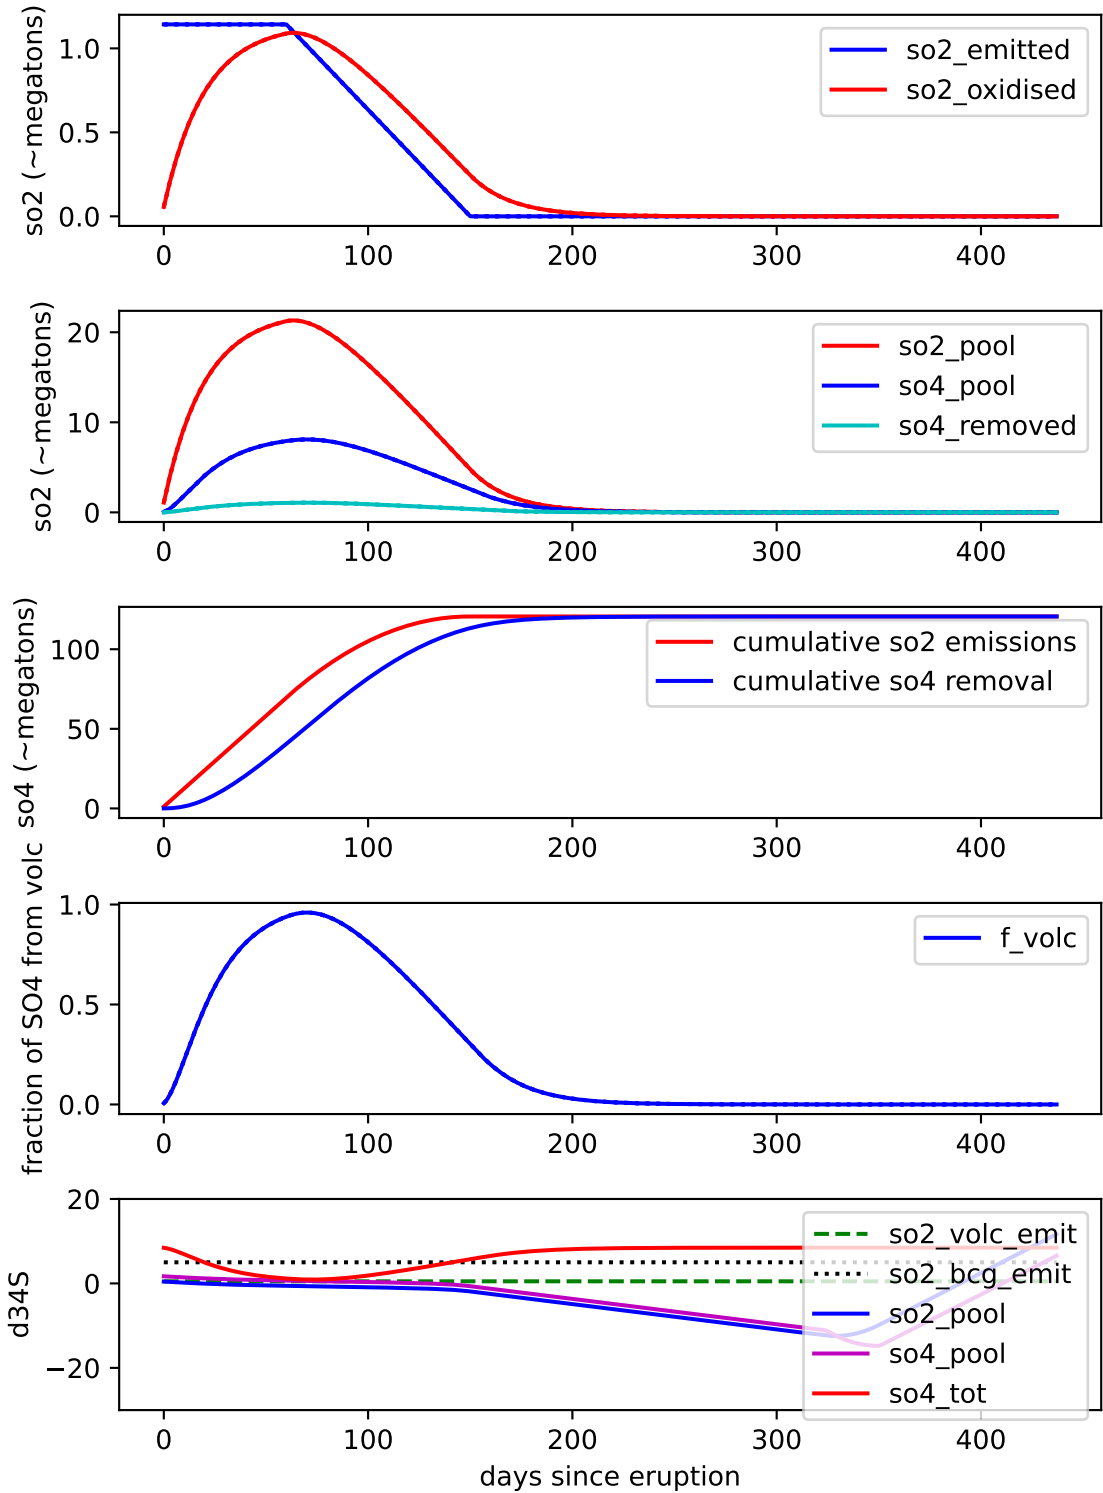 so2 (~megatons)
1.0
0.5
0.0
so2_emitted
so2_oxidised
0 100 200 300 400
so2 (~megatons)
20
10
0
so2_pool
so4_pool
so4_removed
0 100 200 300 400
so4 (~megatons)
100
50
0
cumulative so2 emissions
cumulative so4 removal
0 100 200 300 400
fraction of SO4 from volc
1.0
0.5
0.0
f_volc
0 100 200 300 400
d34S
20
0
−20
so2_volc_emit
so2_bcg_emit
so2_pool
so4_pool
so4_tot
0 100 200 300 400
days since eruption